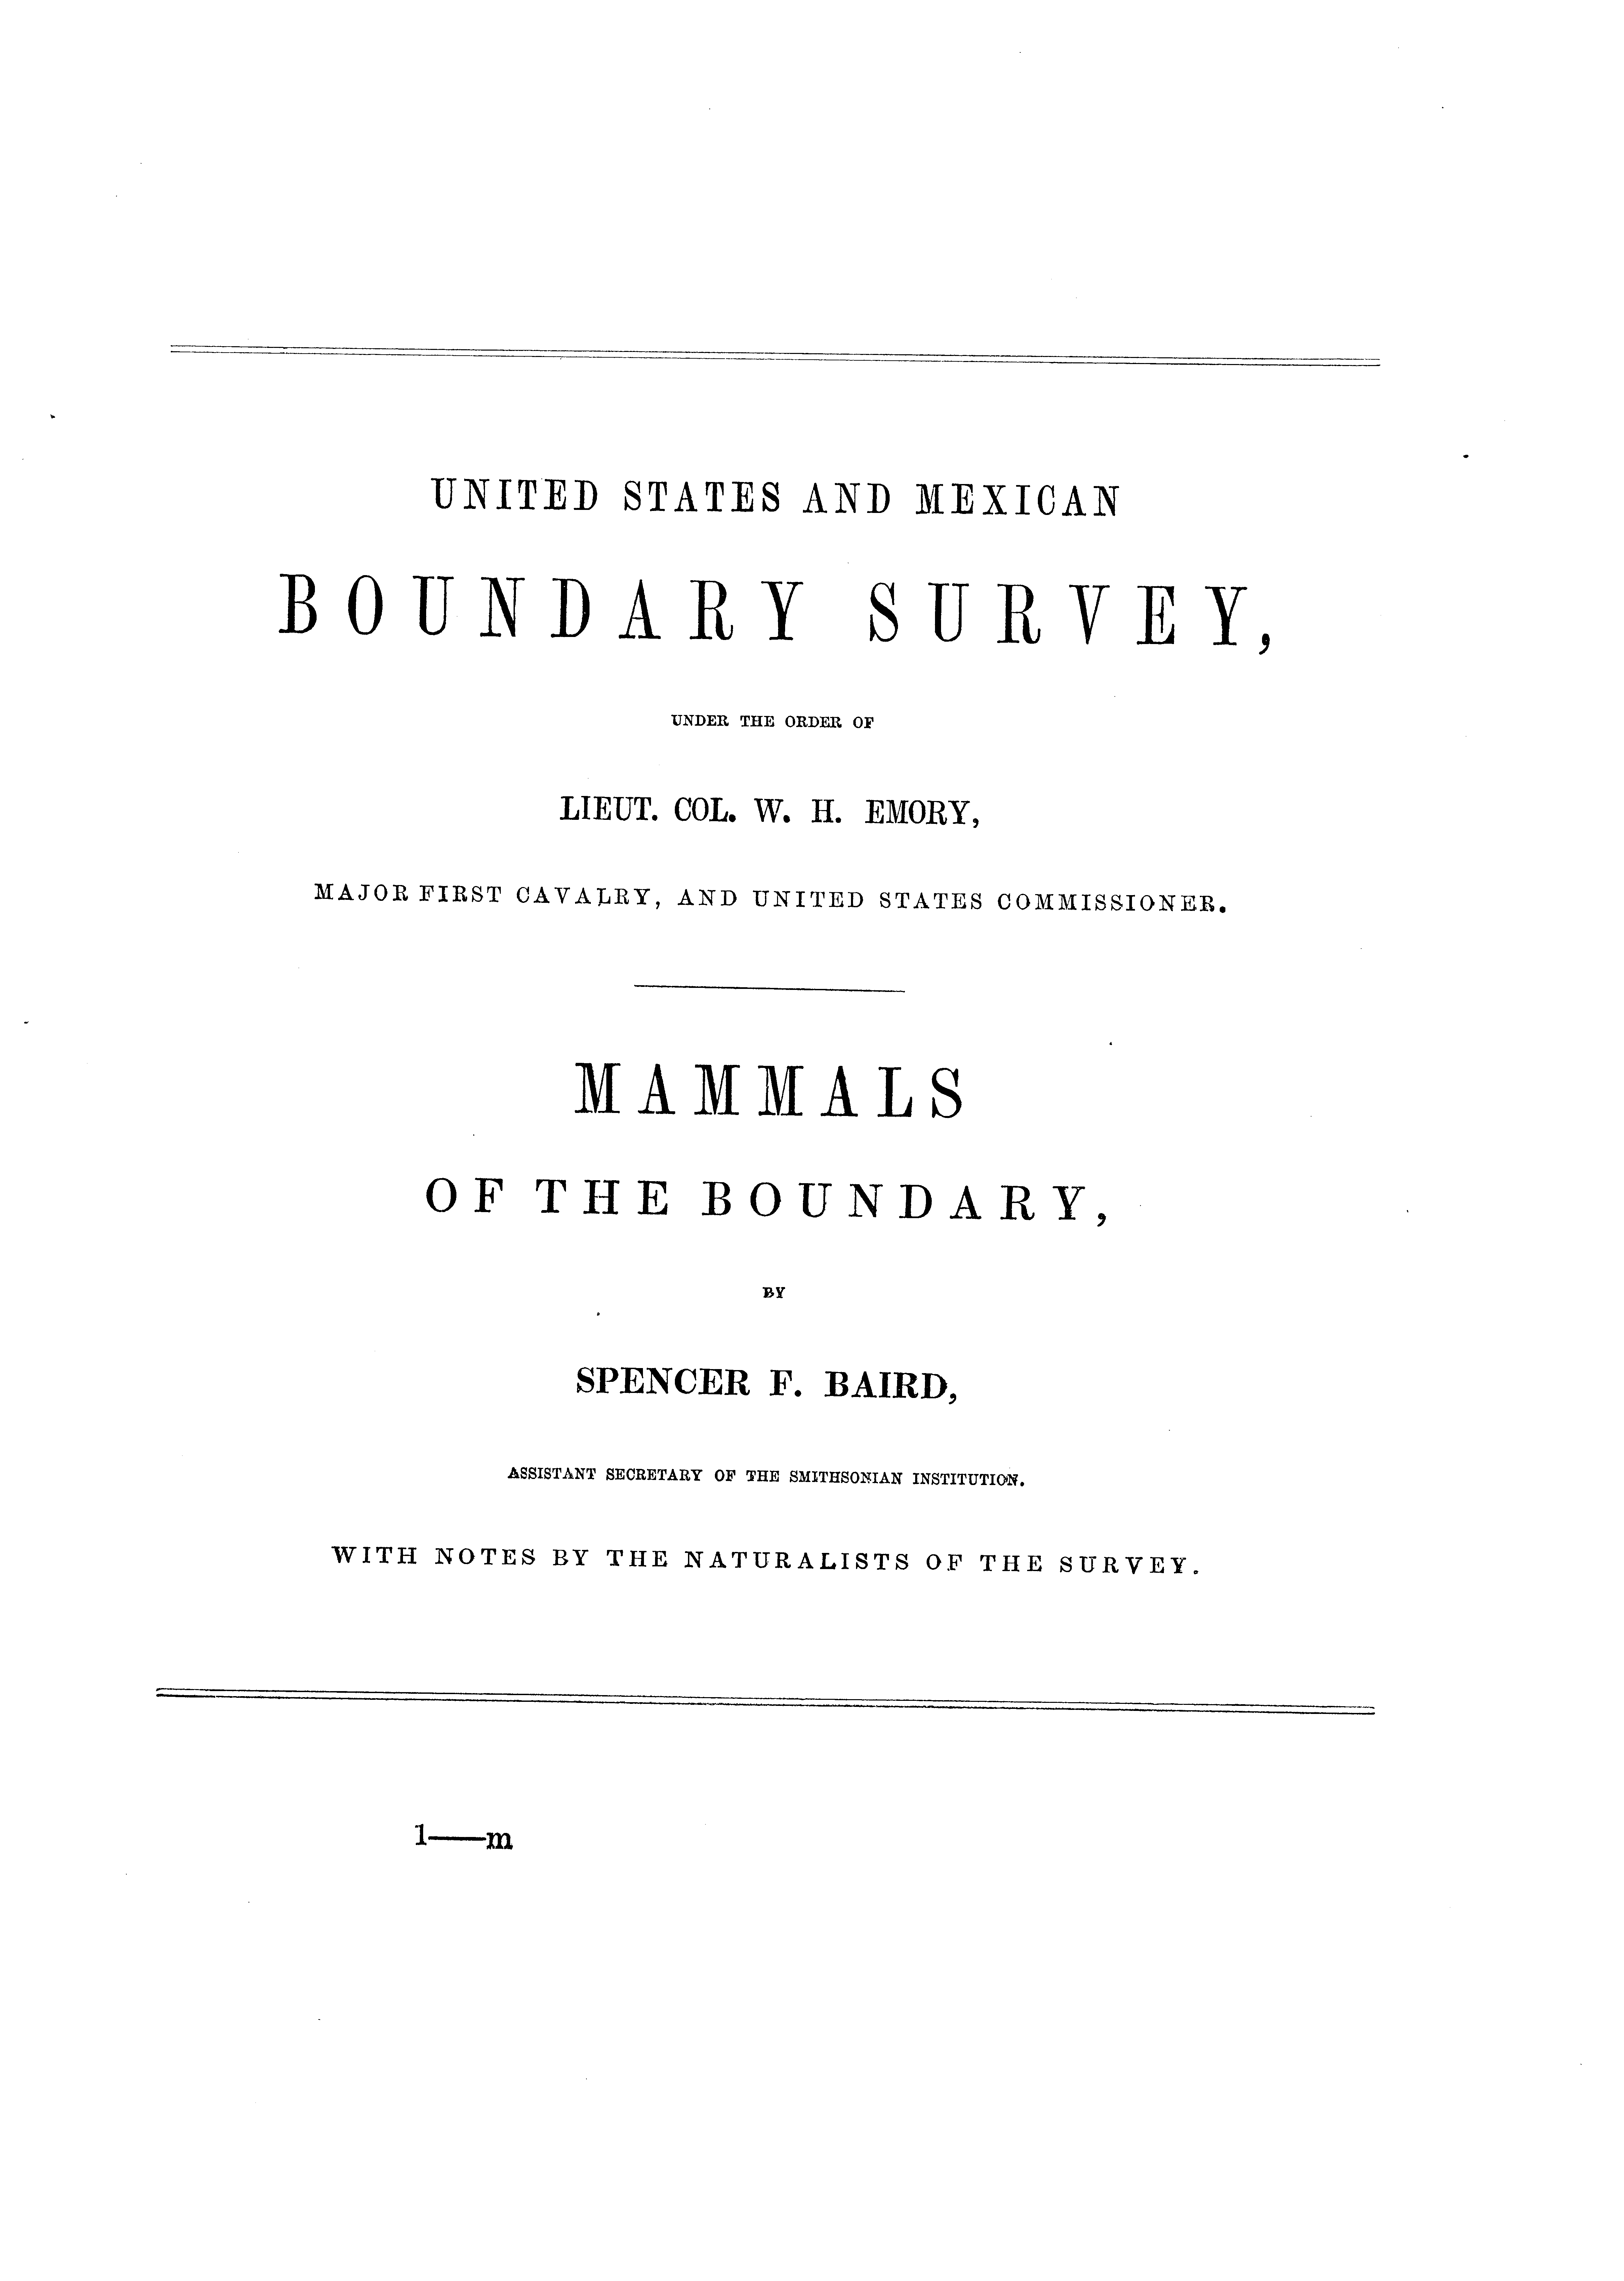 UNITED STATES AND MEXICAN
BOUNDARY SURVEY,
UNDER THE ORDER OF
LIEUT. COL. W. H. EMORY,
MAJOR FIRST CAVALRY, AND UNITED STATES COMMISSIONER.
MAMMALS
OF THE BOUNDARY,
BY
SPENCER F. BAIRD,
ASSISTANT SECRETARY OF THE SMITHSONIAN INSTITUTION.
WITH NOTES BY THE NATURALISTS OF THE SURVEY.
1——m